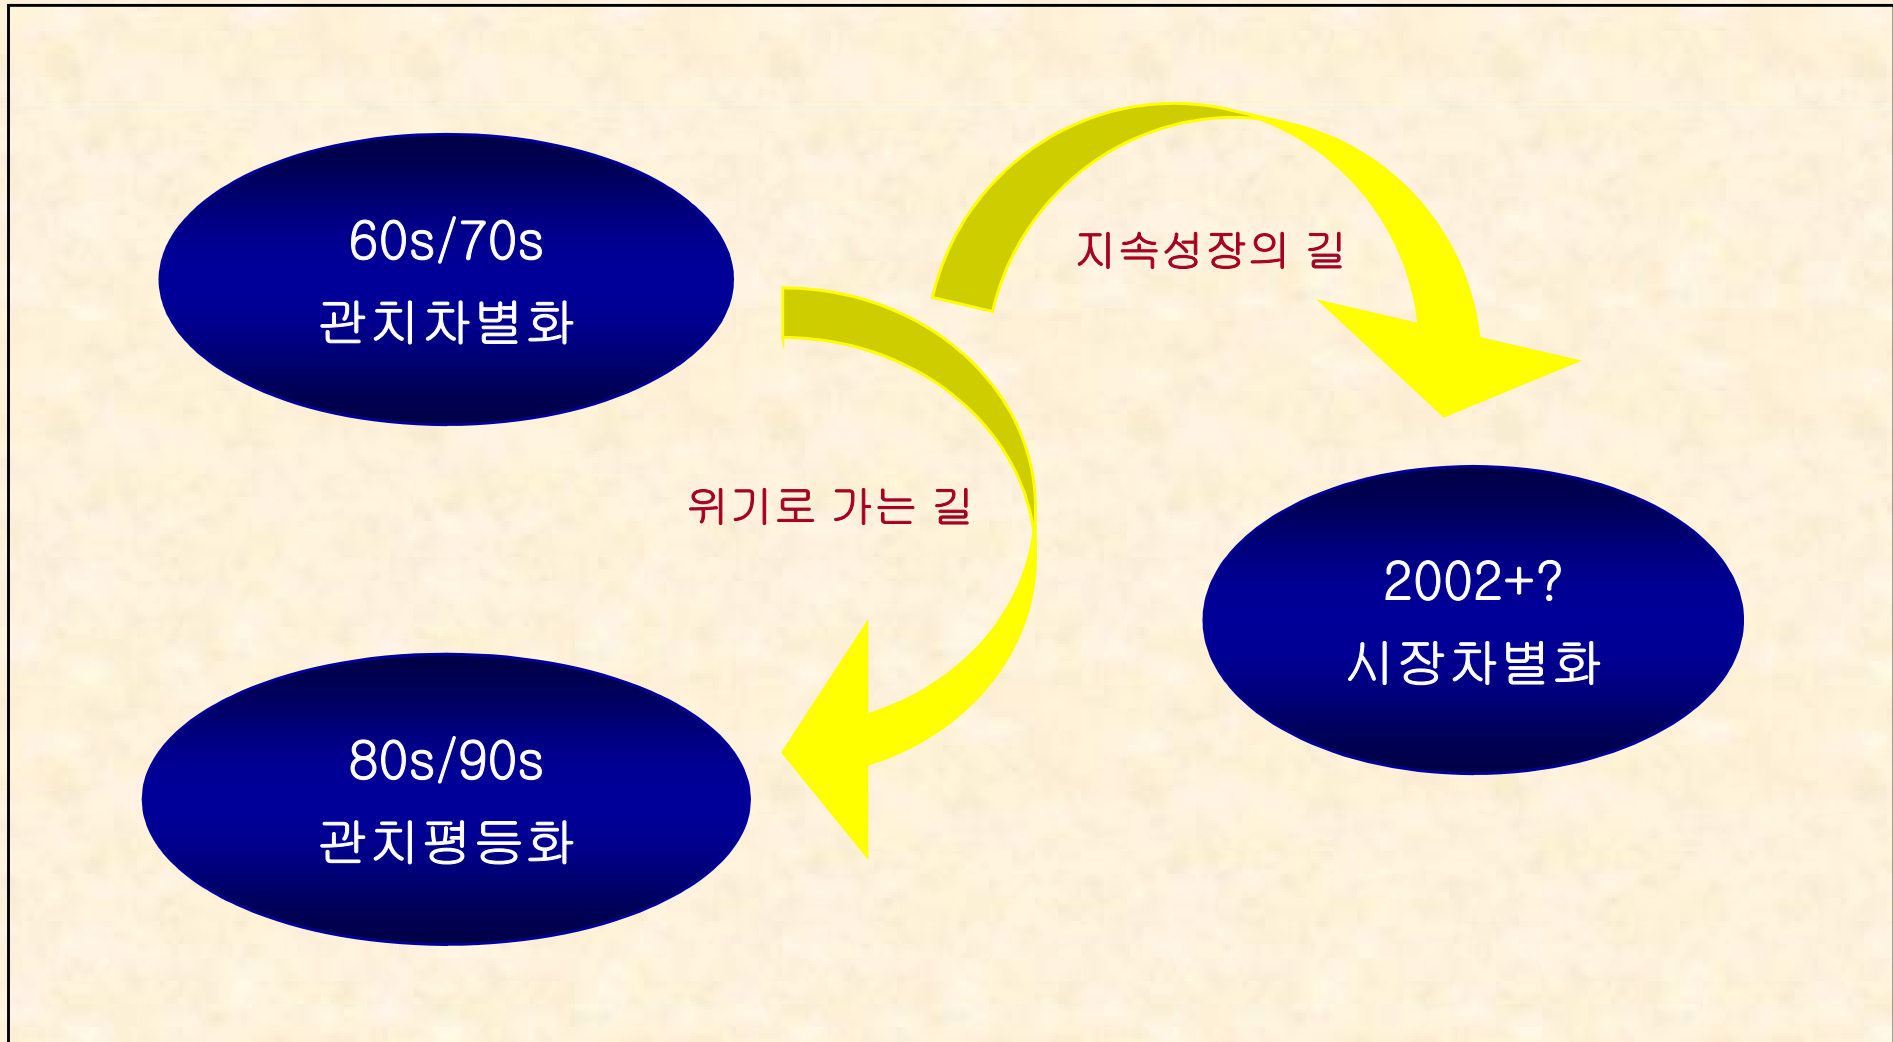 60s/70s
관치차별화
지속성장의 길
위기로 가는 길
2002+?
시장차별화
80s/90s
관치평등화